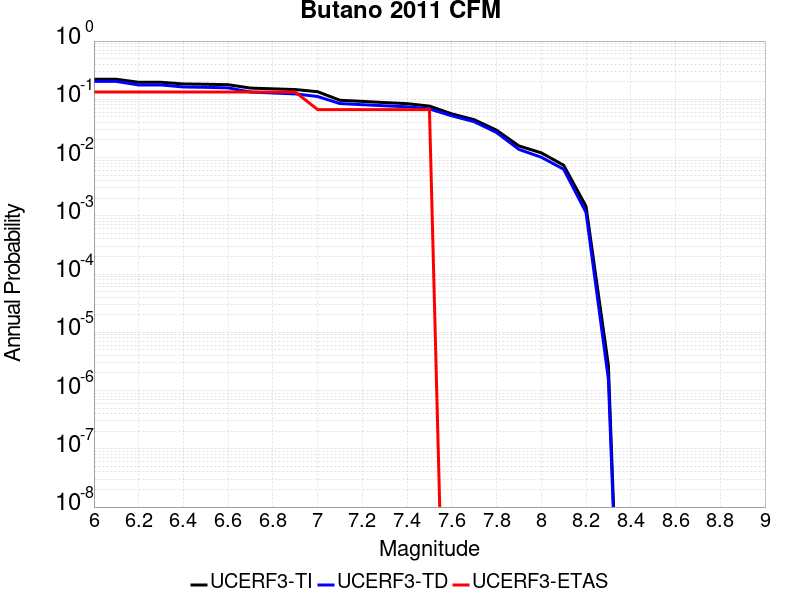 Butano 2011 CFM
10^0
10^-1
10^-2
10^-3
10^-4
10^-5
10^-6
10^-7
10^-8
Annual Probability
6 6.2 6.4 6.6 6.8 7 7.2 7.4 7.6 7.8 8 8.2 8.4 8.6 8.8 9
Magnitude
UCERF3-TI UCERF3-TD UCERF3-ETAS